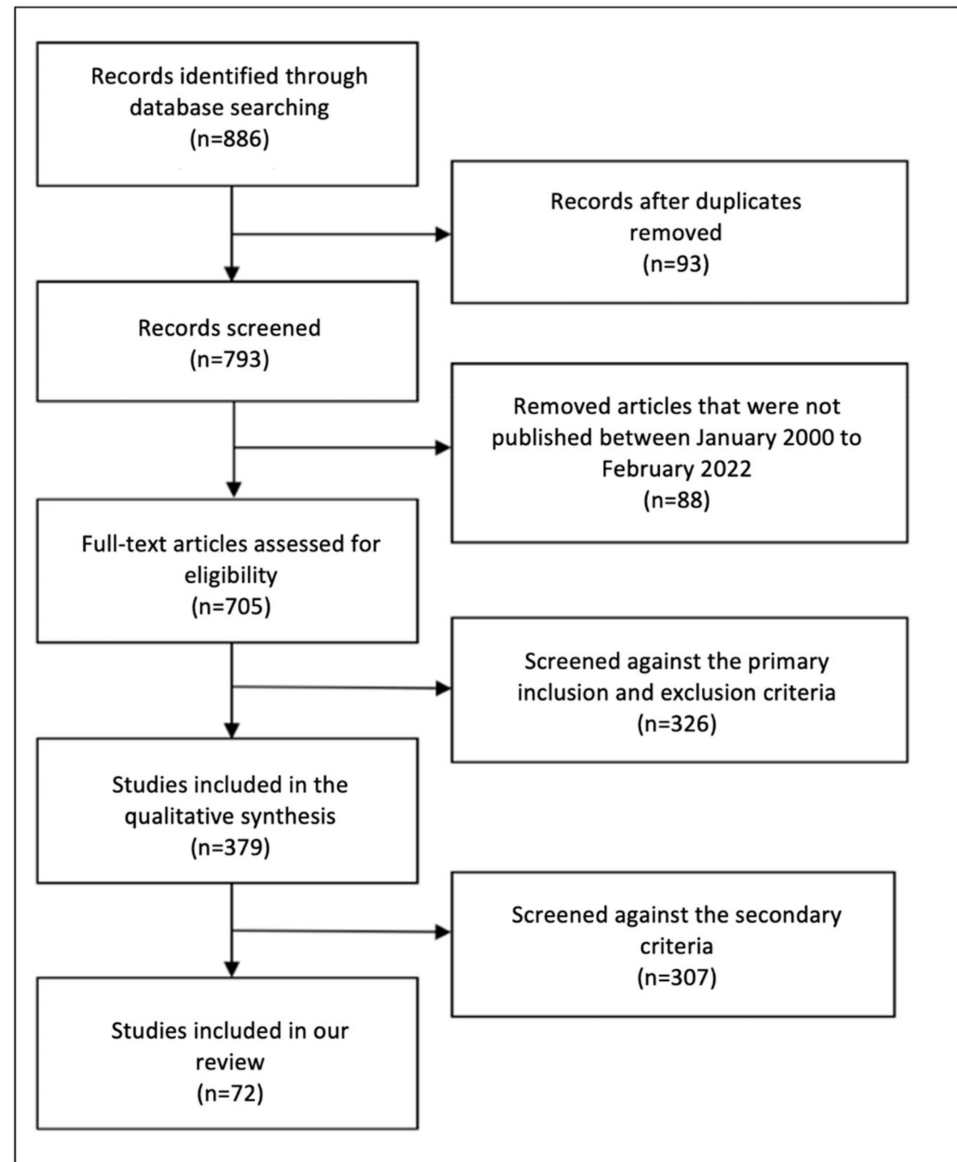 Records identified through
database searching
(n=886)
Records after duplicates
removed
(n=93)
Records screened
(n=793)
Removed articles that were not
published between January 2000 to
February 2022
(n=88)
Full-text articles assessed for
eligibility
(n=705)
Screened against the primary
inclusion and exclusion criteria
(n=326)
Studies included in the
qualitative synthesis
(n=379)
Screened against the secondary
criteria
(n=307)
Studies included in our
review
(n=72)